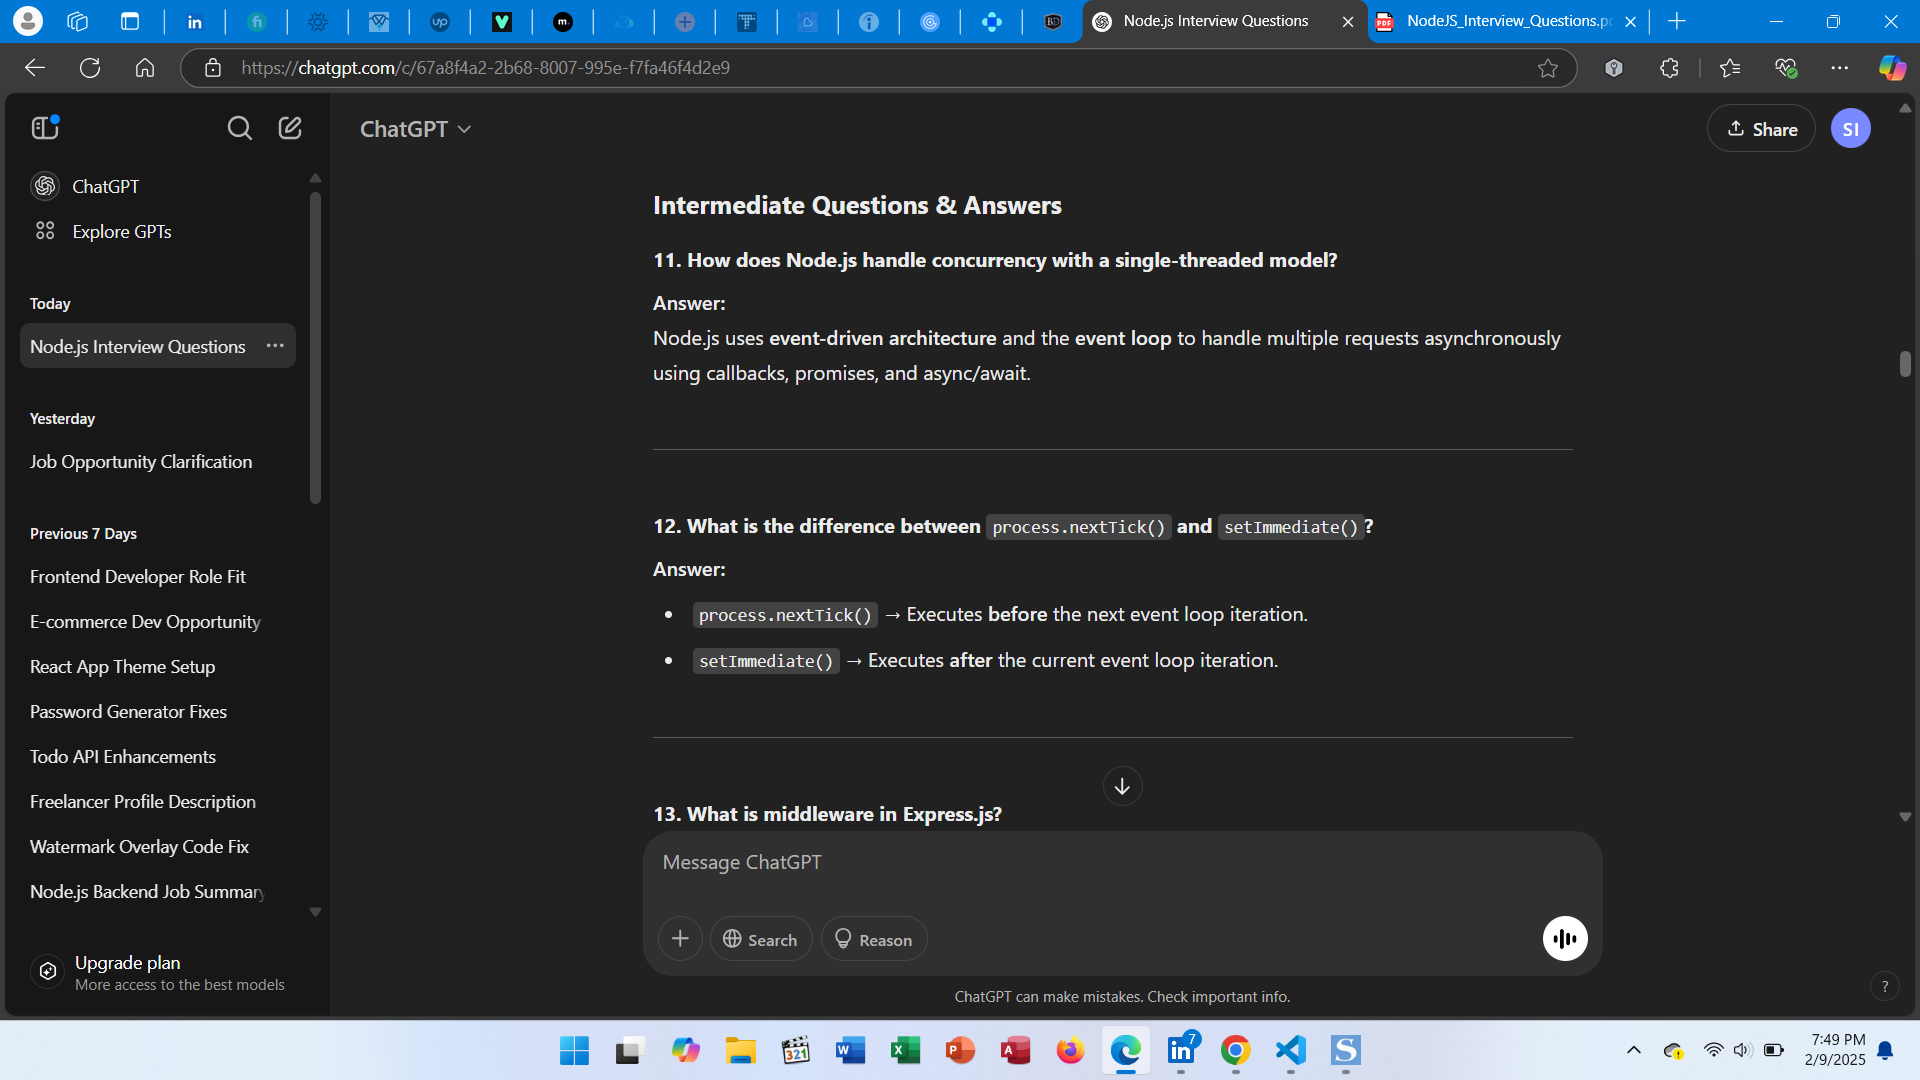 Node.js Interview Questions
NodeJS_Interview_Questions.p
https://chatgpt.com/c/67a8f4a2-2b68-8007-995e-f7fa46f4d2e9
ChatGPT
Share
SI
ChatGPT
Explore GPTs
Today
Node.js Interview Questions
Yesterday
Job Opportunity Clarification
Previous 7 Days
Frontend Developer Role Fit
E-commerce Dev Opportunity
React App Theme Setup
Password Generator Fixes
Todo API Enhancements
Freelancer Profile Description
Watermark Overlay Code Fix
Node.js Backend Job Summary
Upgrade plan
More access to the best models
Intermediate Questions & Answers
11. How does Node.js handle concurrency with a single-threaded model?
Answer:
Node.js uses event-driven architecture and the event loop to handle multiple requests asynchronously
using callbacks, promises, and async/await.
12. What is the difference between process.nextTick() and setImmediate()?
Answer:
• process.nextTick() → Executes before the next event loop iteration.
• setImmediate() → Executes after the current event loop iteration.
13. What is middleware in Express.js?
Message ChatGPT
Search
Reason
ChatGPT can make mistakes. Check important info.
?
7
7:49 PM
2/9/2025